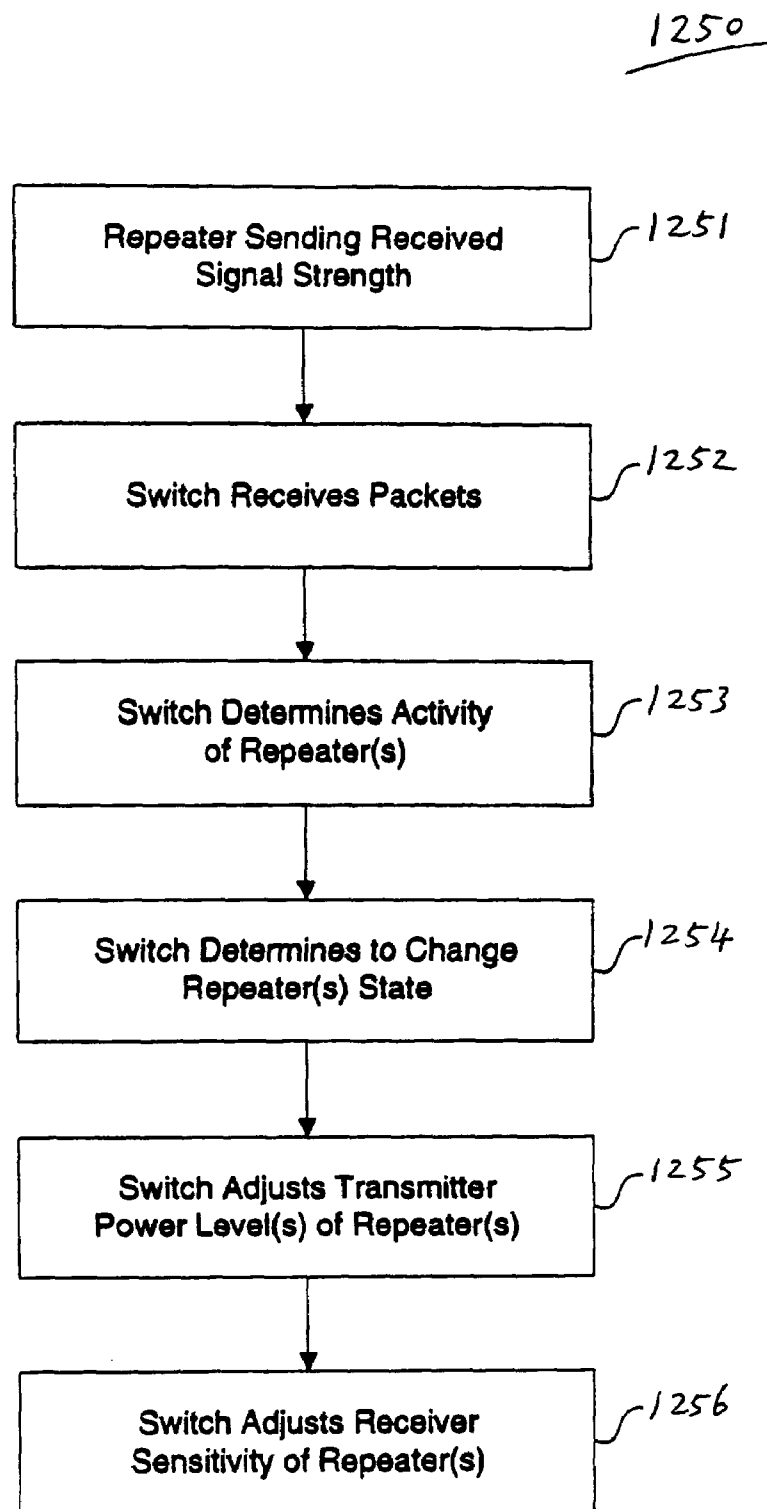 1250
Repeater Sending Received
Signal Strength
1251
Switch Receives Packets
1252
Switch Determines Activity
of Repeater(s)
1253
Switch Determines to Change
Repeater(s) State
1254
Switch Adjusts Transmitter
Power Level(s) of Repeater(s)
1255
Switch Adjusts Receiver
Sensitivity of Repeater(s)
1256